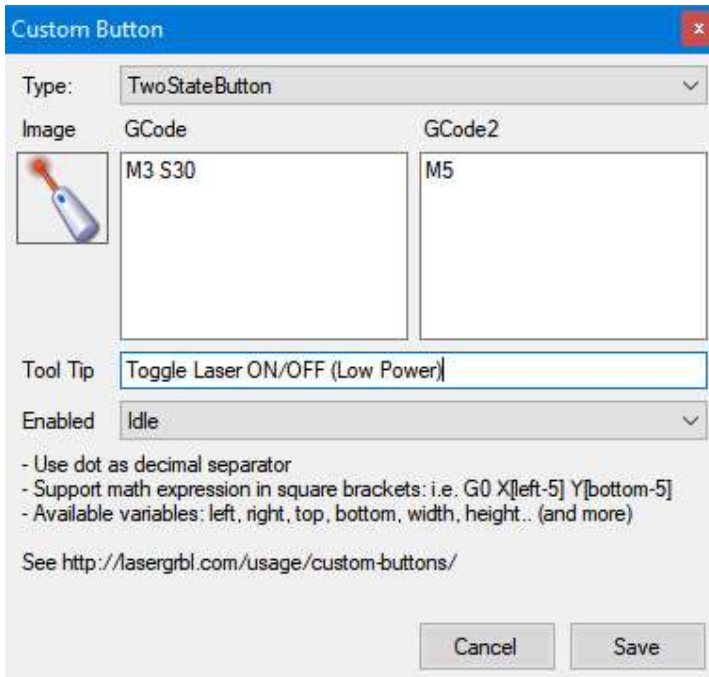 Custom Button
x
Type: TwoStateButton
Image GCode GCode2
M3 S30 M5
Tool Tip Toggle Laser ON/OFF (Low Power)
Enabled Idle
- Use dot as decimal separator
- Support math expression in square brackets: i.e. G0 X[left-5] Y[bottom-5]
- Available variables: left, right, top, bottom, width, height.. (and more)
See http://lasergrbl.com/usage/custom-buttons/
Cancel Save